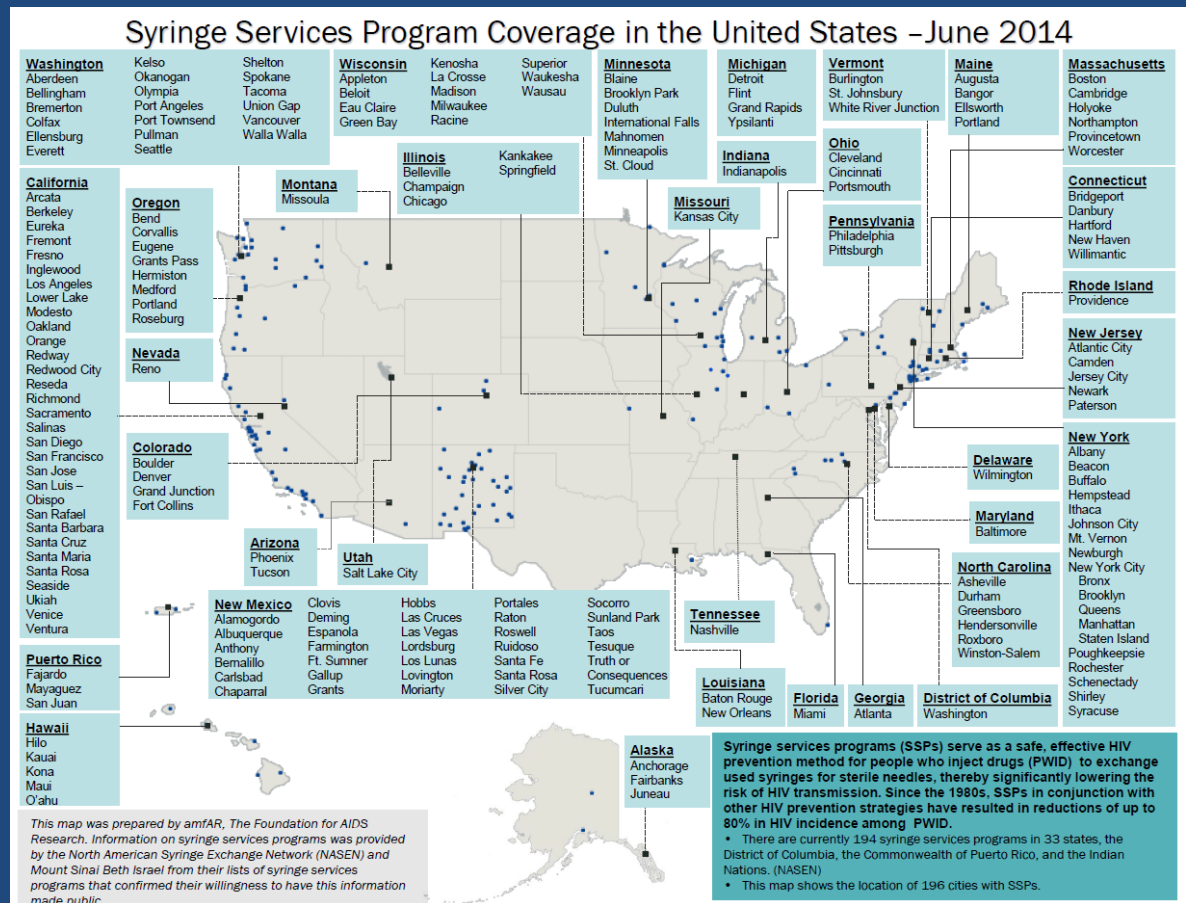 Syringe Services Program Coverage in the United States –June 2014
Washington
Aberdeen
Bellingham
Bremerton
Colfax
Ellensburg
Everett
Kelso
Okanogan
Olympia
Port Angeles
Port Townsend
Pullman
Seattle
Shelton
Spokane
Tacoma
Union Gap
Vancouver
Walla Walla
Wisconsin
Appleton
Beloit
Eau Claire
Green Bay
Kenosha
La Crosse
Madison
Milwaukee
Racine
Superior
Waukesha
Wausau
Minnesota
Blaine
Brooklyn Park
Duluth
International Falls
Mahnomen
Minneapolis
St. Cloud
Michigan
Detroit
Flint
Grand Rapids
Ypsilanti
Vermont
Burlington
St. Johnsbury
White River Junction
Maine
Augusta
Bangor
Ellsworth
Portland
Massachusetts
Boston
Cambridge
Holyoke
Northampton
Provincetown
Worcester
California
Arcata
Berkeley
Eureka
Fremont
Fresno
Inglewood
Los Angeles
Lower Lake
Modesto
Oakland
Orange
Redway
Redwood City
Reseda
Richmond
Sacramento
Salinas
San Diego
San Francisco
San Jose
San Luis –
Obispo
San Rafael
Santa Barbara
Santa Cruz
Santa Maria
Santa Rosa
Seaside
Ukiah
Venice
Ventura
Oregon
Bend
Corvallis
Eugene
Grants Pass
Hermiston
Medford
Portland
Roseburg
Montana
Missoula
Illinois
Belleville
Champaign
Chicago
Kankakee
Springfield
Missouri
Kansas City
Indiana
Indianapolis
Ohio
Cleveland
Cincinnati
Portsmouth
Pennsylvania
Philadelphia
Pittsburgh
Connecticut
Bridgeport
Danbury
Hartford
New Haven
Willimantic
Rhode Island
Providence
New Jersey
Atlantic City
Camden
Jersey City
Newark
Paterson
Nevada
Reno
Colorado
Boulder
Denver
Grand Junction
Fort Collins
Arizona
Phoenix
Tucson
Utah
Salt Lake City
New York
Albany
Beacon
Buffalo
Hempstead
Ithaca
Johnson City
Mt. Vernon
Newburgh
New York City
Bronx
Brooklyn
Queens
Manhattan
Staten Island
Poughkeepsie
Rochester
Schenectady
Shirley
Syracuse
Delaware
Wilmington
Maryland
Baltimore
North Carolina
Asheville
Durham
Greensboro
Hendersonville
Roxboro
Winston-Salem
New Mexico
Alamogordo
Albuquerque
Anthony
Bernalillo
Carlsbad
Chaparral
Clovis
Deming
Espanola
Farmington
Ft. Sumner
Gallup
Grants
Hobbs
Las Cruces
Las Vegas
Lordsburg
Los Lunas
Lovington
Moriarty
Portales
Raton
Roswell
Ruidoso
Santa Fe
Santa Rosa
Silver City
Socorro
Sunland Park
Taos
Tesuque
Truth or
Consequences
Tucumcari
Tennessee
Nashville
Louisiana
Baton Rouge
New Orleans
Florida
Miami
Georgia
Atlanta
District of Columbia
Washington
Puerto Rico
Fajardo
Mayaguez
San Juan
Hawaii
Hilo
Kauai
Kona
Maui
O'ahu
Alaska
Anchorage
Fairbanks
Juneau
Syringe services programs (SSPs) serve as a safe, effective HIV
prevention method for people who inject drugs (PWID) to exchange
used syringes for sterile needles, thereby significantly lowering the
risk of HIV transmission. Since the 1980s, SSPs in conjunction with
other HIV prevention strategies have resulted in reductions of up to
80% in HIV incidence among PWID.
• There are currently 194 syringe services programs in 33 states, the
District of Columbia, the Commonwealth of Puerto Rico, and the Indian
Nations. (NASEN)
• This map shows the location of 196 cities with SSPs.
This map was prepared by amfAR, The Foundation for AIDS
Research. Information on syringe services programs was provided
by the North American Syringe Exchange Network (NASEN) and
Mount Sinai Beth Israel from their lists of syringe services
programs that confirmed their willingness to have this information
made public.